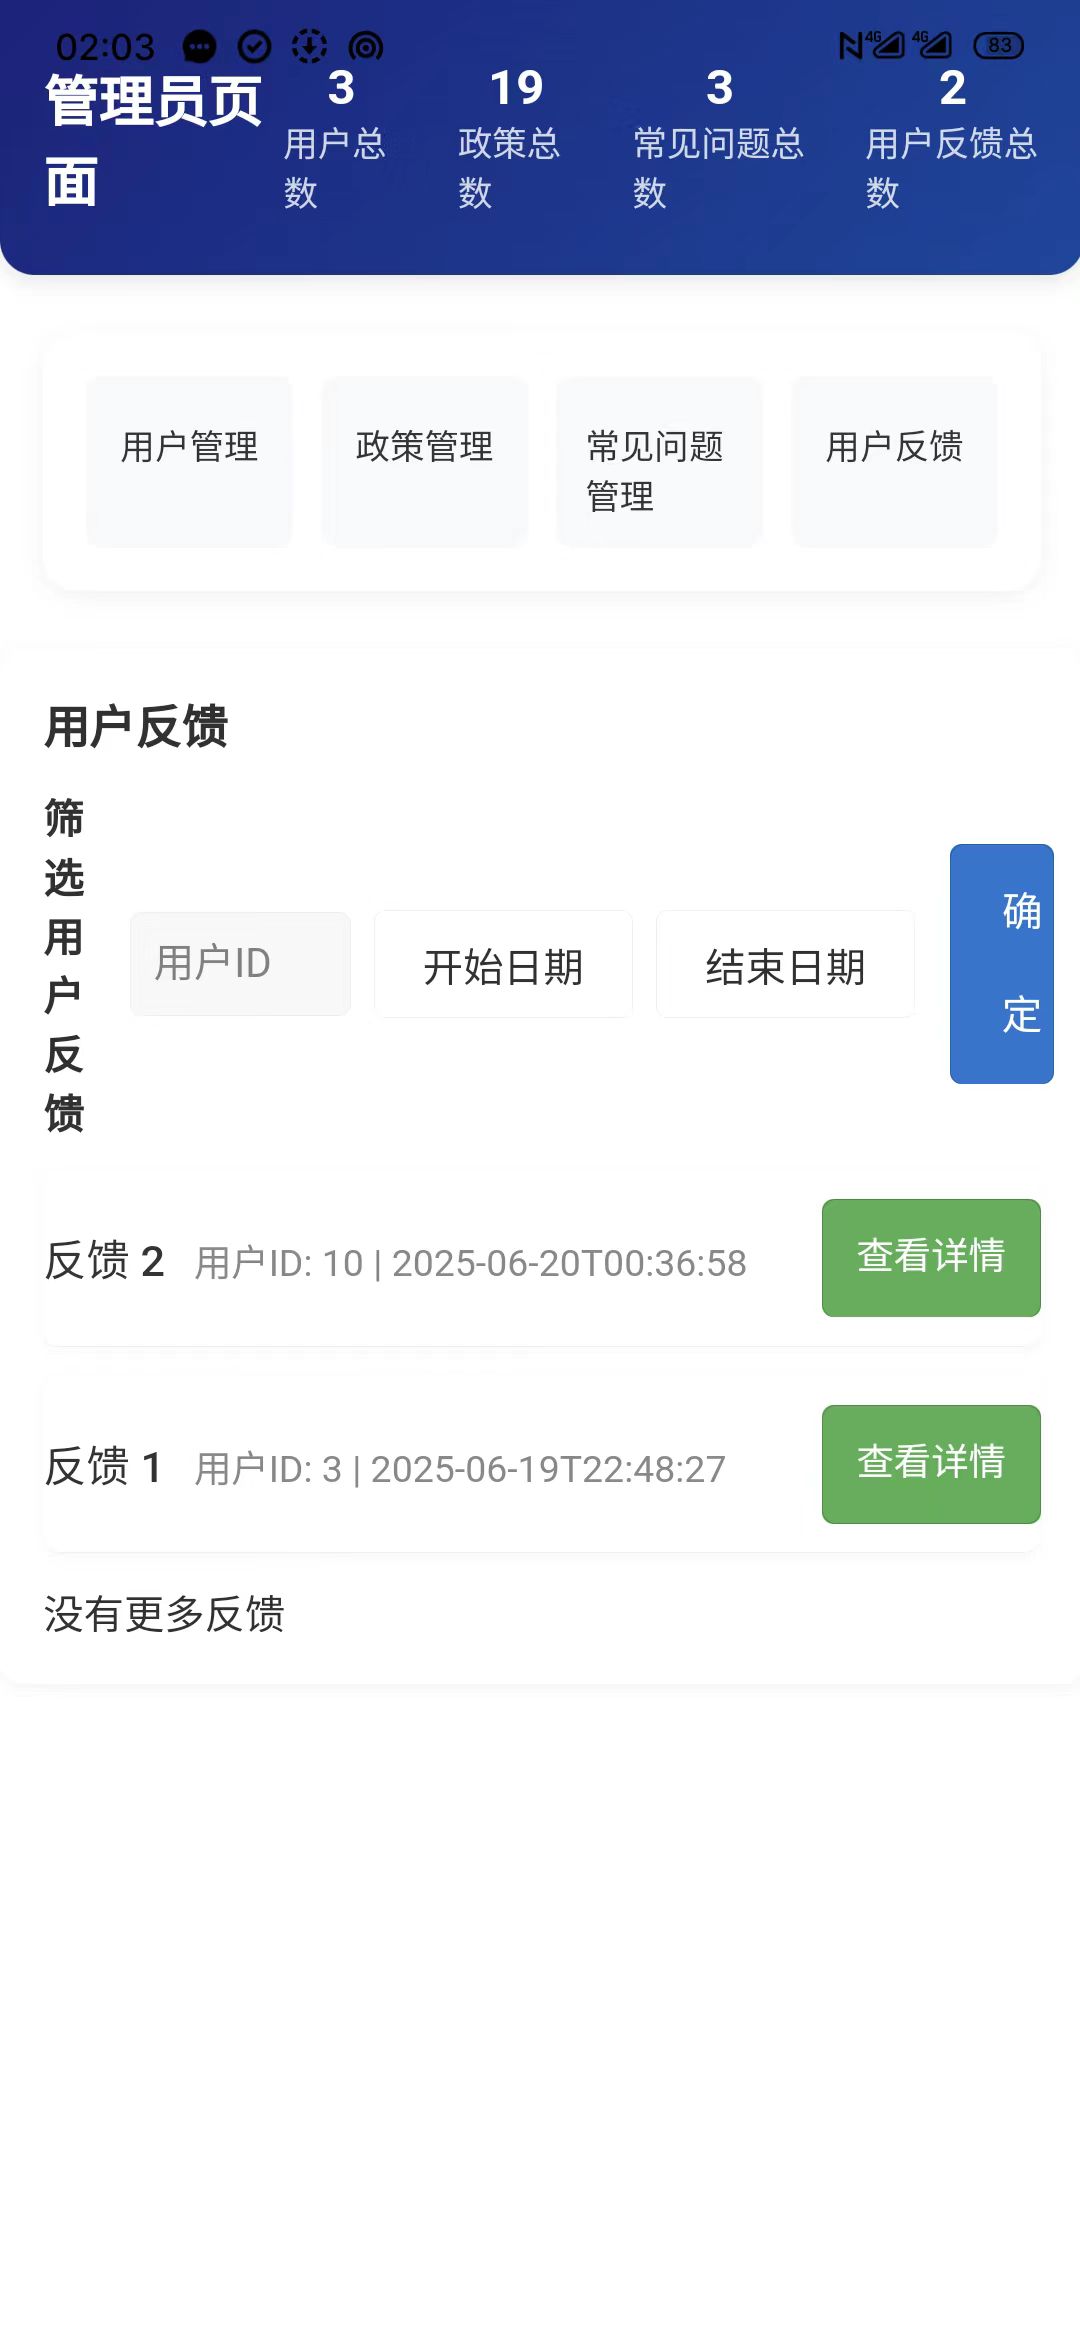 02:03
4G 4G 83
管理员页
面
3 19 3 2
用户总 政策总 常见问题总 用户反馈总
数 数 数 数
用户管理 政策管理 常见问题 用户反馈
管理
用户反馈
筛
选
用
户
反
馈
用户ID 开始日期 结束日期
确
定
反馈 2 用户ID: 10 | 2025-06-20T00:36:58 查看详情
反馈 1 用户ID: 3 | 2025-06-19T22:48:27 查看详情
没有更多反馈